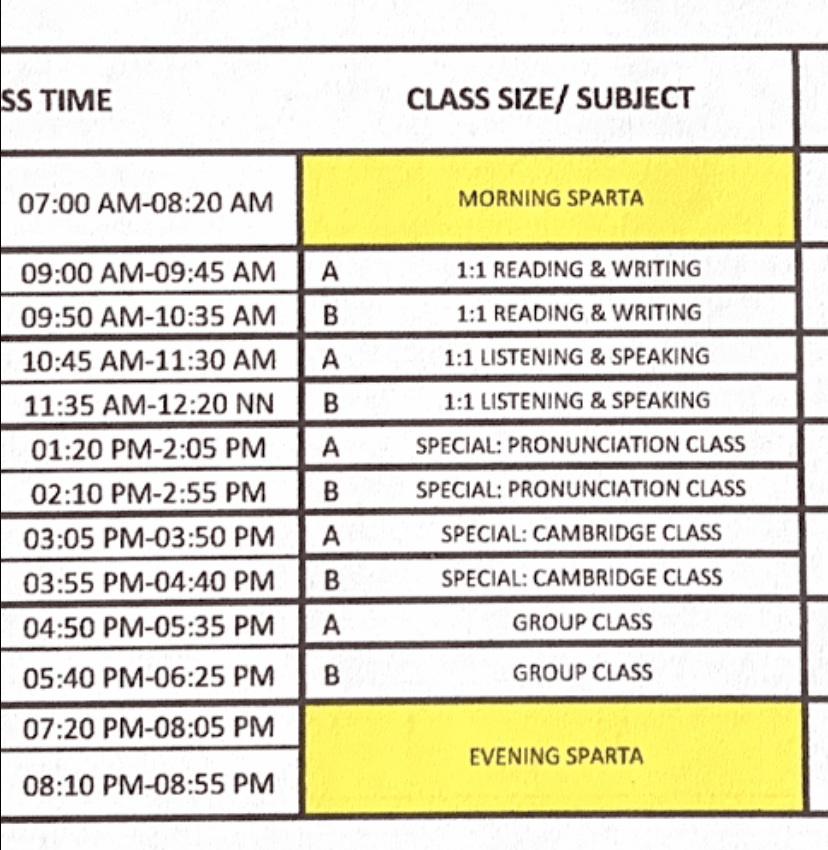 SS TIME CLASS SIZE/ SUBJECT
07:00 AM-08:20 AM MORNING SPARTA
09:00 AM-09:45 AM A 1:1 READING & WRITING
09:50 AM-10:35 AM B 1:1 READING & WRITING
10:45 AM-11:30 AM A 1:1 LISTENING & SPEAKING
11:35 AM-12:20 NN B 1:1 LISTENING & SPEAKING
01:20 PM-2:05 PM A SPECIAL: PRONUNCIATION CLASS
02:10 PM-2:55 PM B SPECIAL: PRONUNCIATION CLASS
03:05 PM-03:50 PM A SPECIAL: CAMBRIDGE CLASS
03:55 PM-04:40 PM B SPECIAL: CAMBRIDGE CLASS
04:50 PM-05:35 PM A GROUP CLASS
05:40 PM-06:25 PM B GROUP CLASS
07:20 PM-08:05 PM
EVENING SPARTA
08:10 PM-08:55 PM